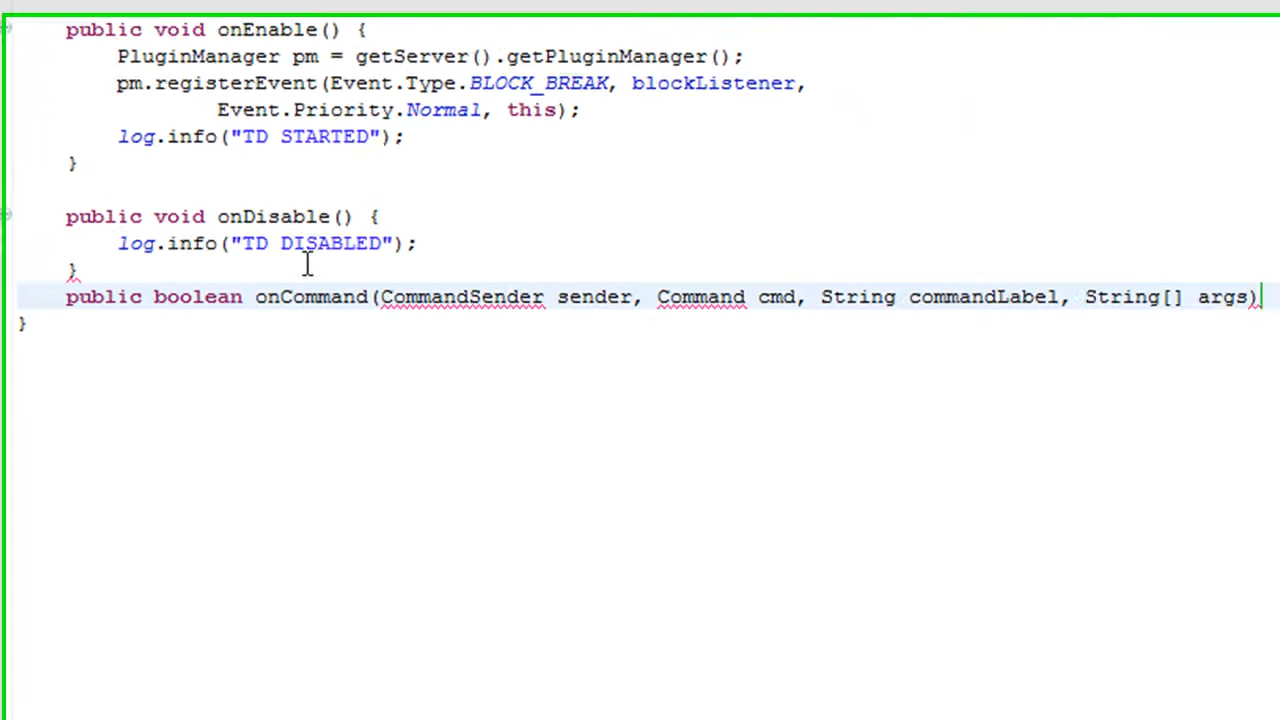 public void onEnable() {
PluginManager pm = getServer().getPluginManager();
pm.registerEvent(Event.Type.BLOCK_BREAK, blockListener,
Event.Priority.Normal, this);
log.info("TD STARTED");
}
public void onDisable() {
log.info("TD DISABLED");
}
public boolean onCommand(CommandSender sender, Command cmd, String commandLabel, String[] args)
}